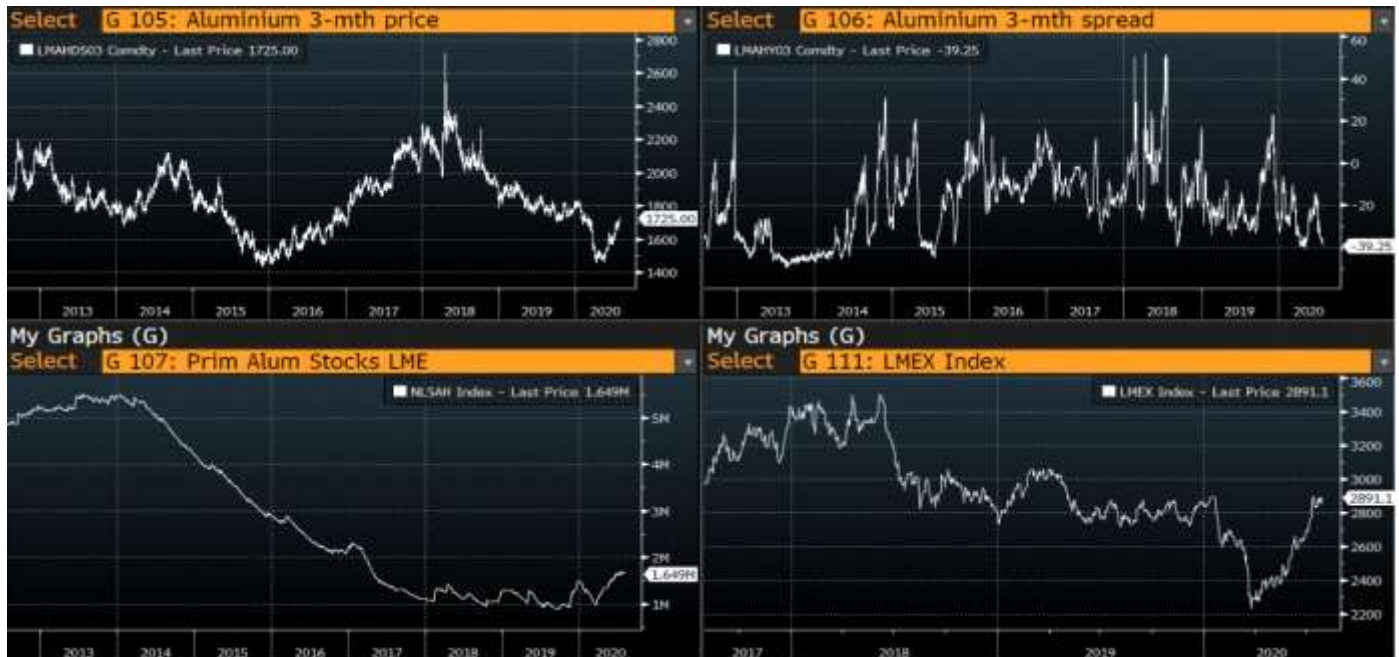 Select G 105: Aluminium 3-mth price
LMAHDS03 Comdty - Last Price 1725.00
2800
2600
2400
2200
2000
1800
1725.00
1600
1400
2013 2014 2015 2016 2017 2018 2019 2020
Select G 106: Aluminium 3-mth spread
LMAHY03 Comdty - Last Price -39.25
60
40
20
0
-20
-39.25
2013 2014 2015 2016 2017 2018 2019 2020
My Graphs (G)
Select G 107: Prim Alum Stocks LME
NLSAH Index - Last Price 1.649M
5M
4M
3M
2M
1.649M
1M
2013 2014 2015 2016 2017 2018 2019 2020
My Graphs (G)
Select G 111: LMEX Index
LMEX Index - Last Price 2891.1
3600
3400
3200
3000
2891.1
2800
2600
2400
2200
2017 2018 2019 2020